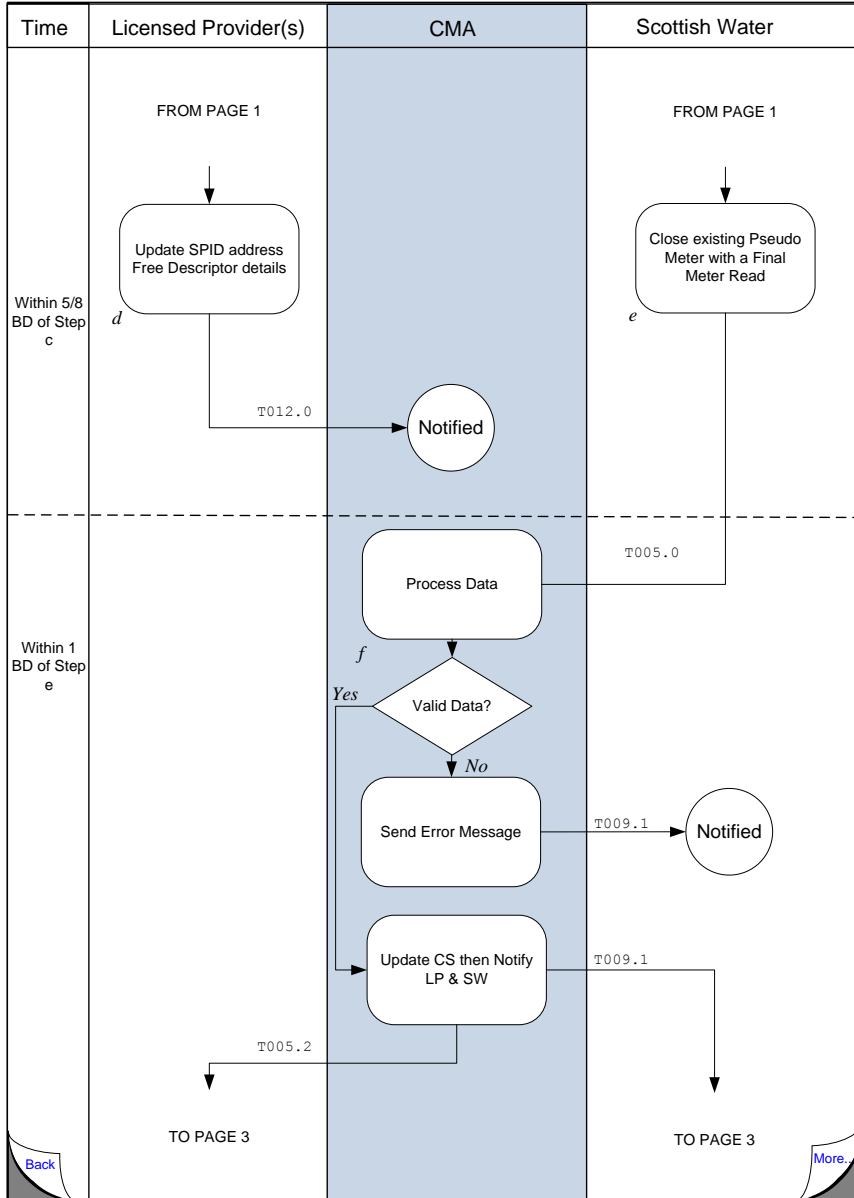 Time
Licensed Provider(s)
CMA
Scottish Water
FROM PAGE 1
FROM PAGE 1
Update SPID address
Free Descriptor details
Close existing Pseudo
Meter with a Final
Meter Read
Within 5/8
BD of Step
c
d
e
T012.0
Notified
T005.0
Process Data
Within 1
BD of Step
e
f
Yes
Valid Data?
No
Send Error Message
T009.1
Notified
Update CS then Notify
LP & SW
T009.1
T005.2
TO PAGE 3
TO PAGE 3
Back
More..